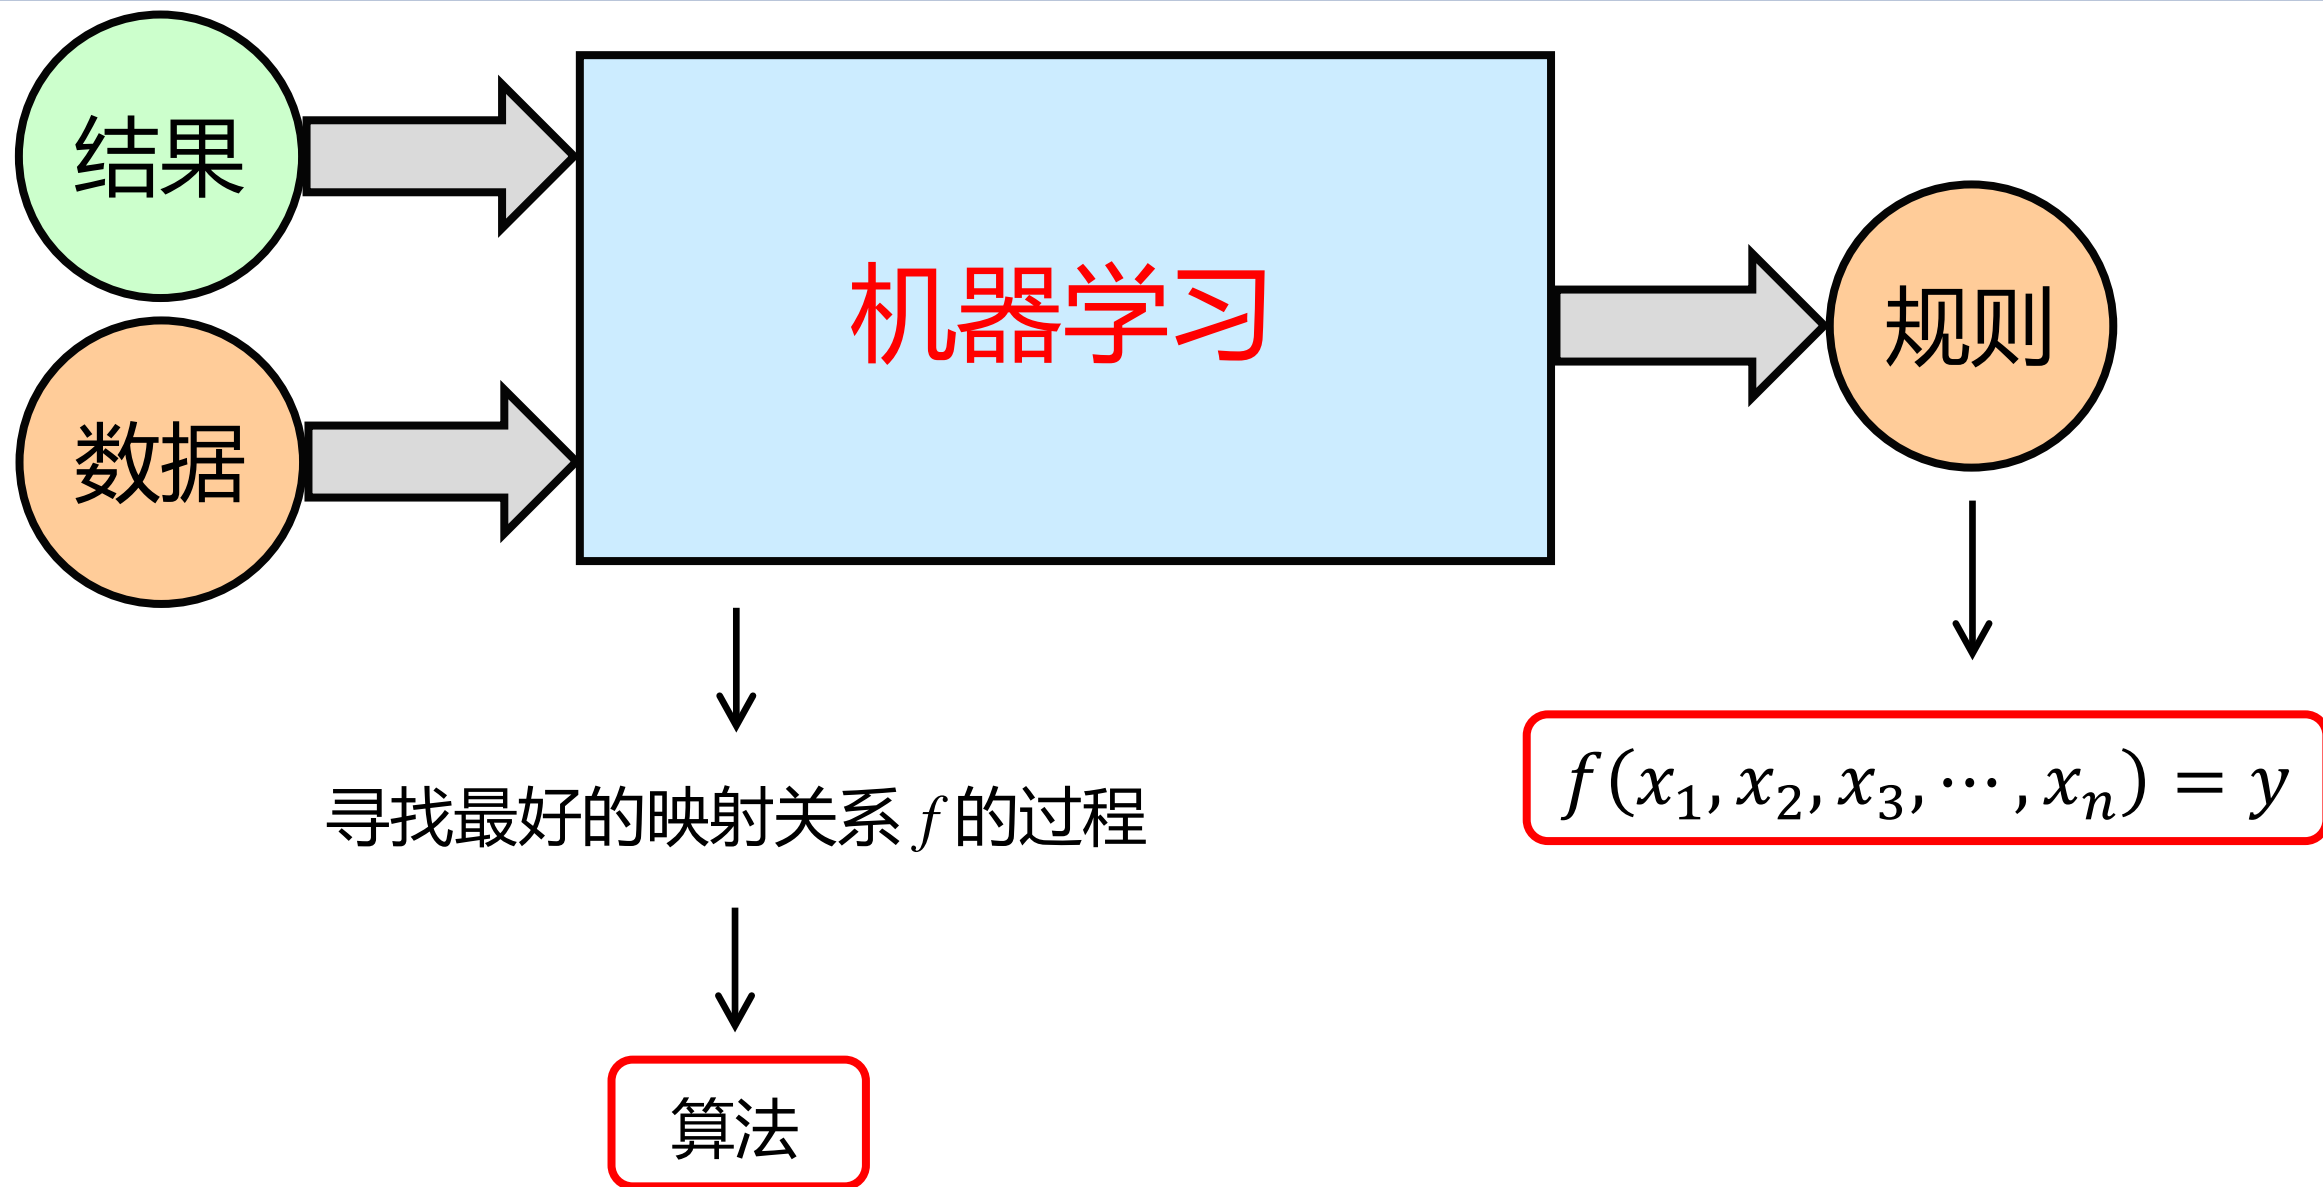 结果
数据
机器学习
规则
寻找最好的映射关系 f 的过程
f(x₁, x₂, x₃, ⋯ , xₙ) = y
算法